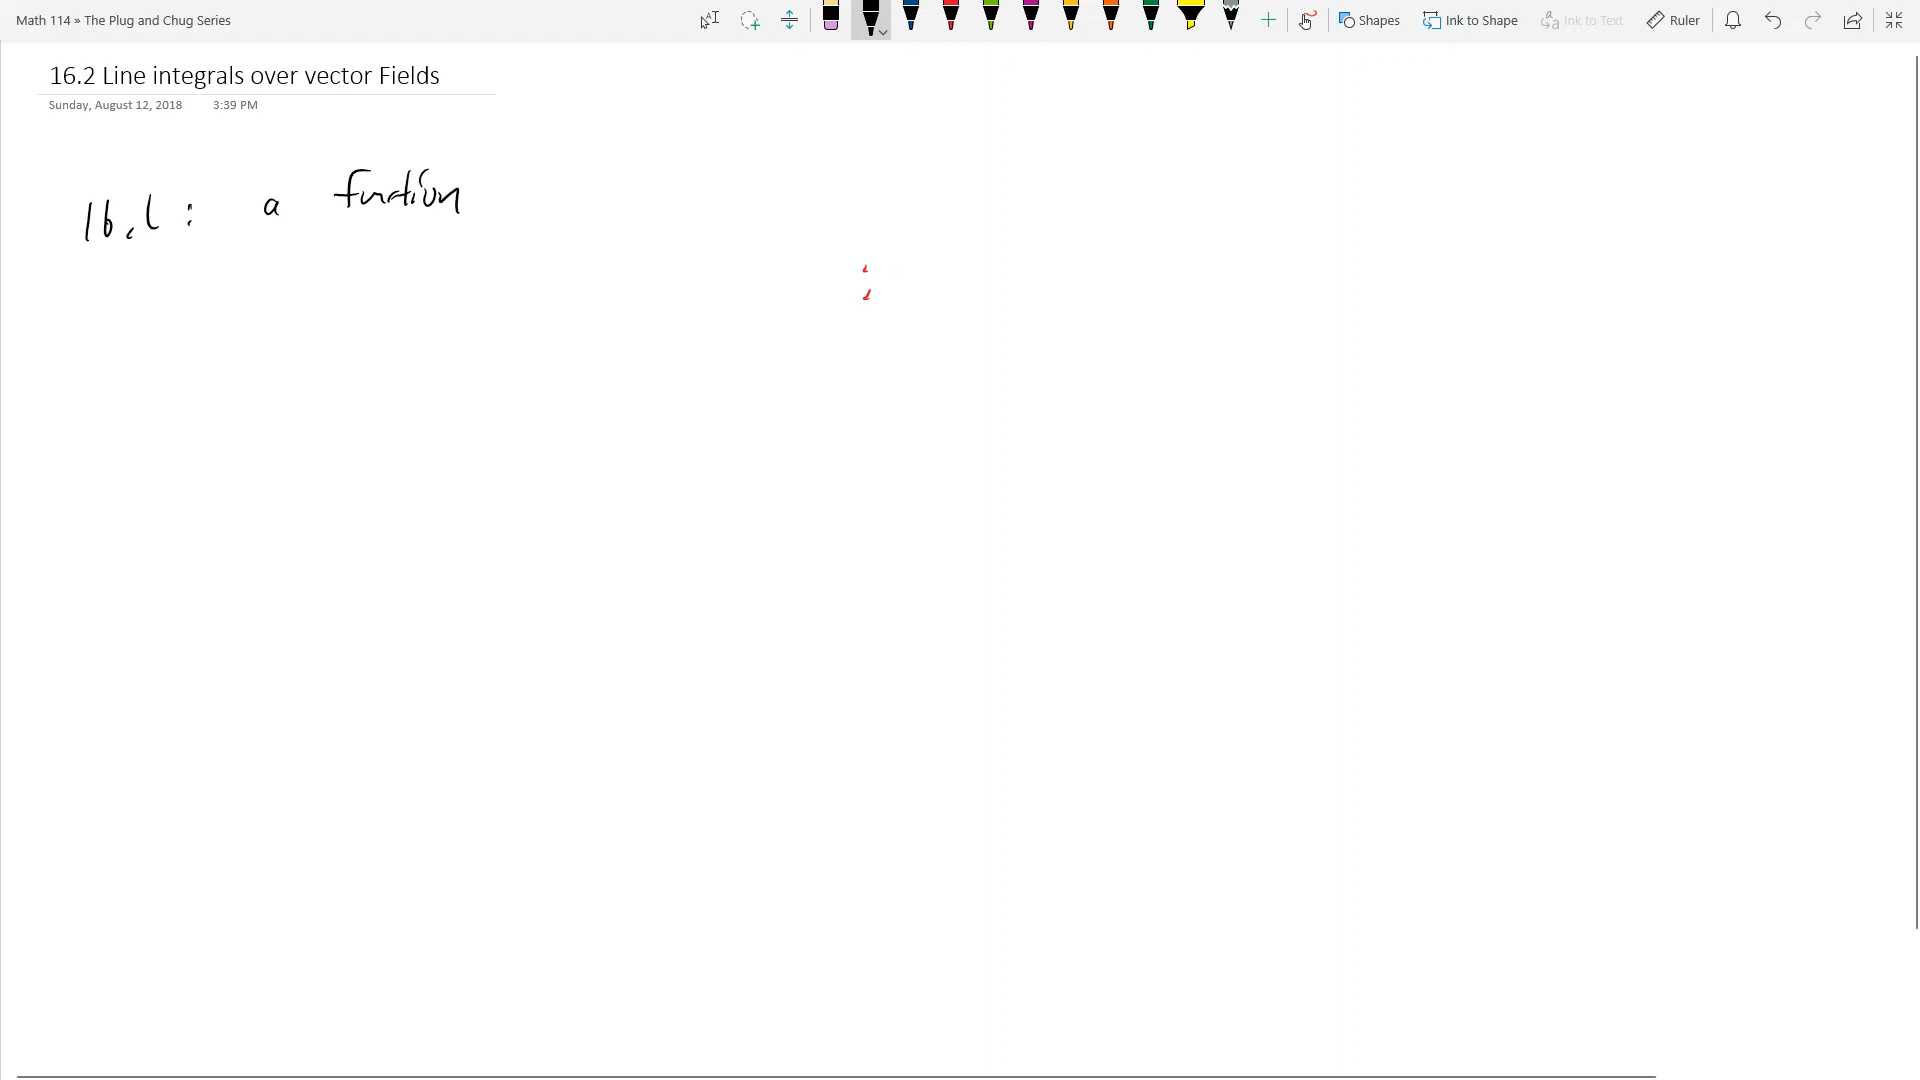 Math 114 » The Plug and Chug Series
Shapes
Ink to Shape
Ink to Text
Ruler
16.2 Line integrals over vector Fields
Sunday, August 12, 2018 3:39 PM
16.1 : a function
: